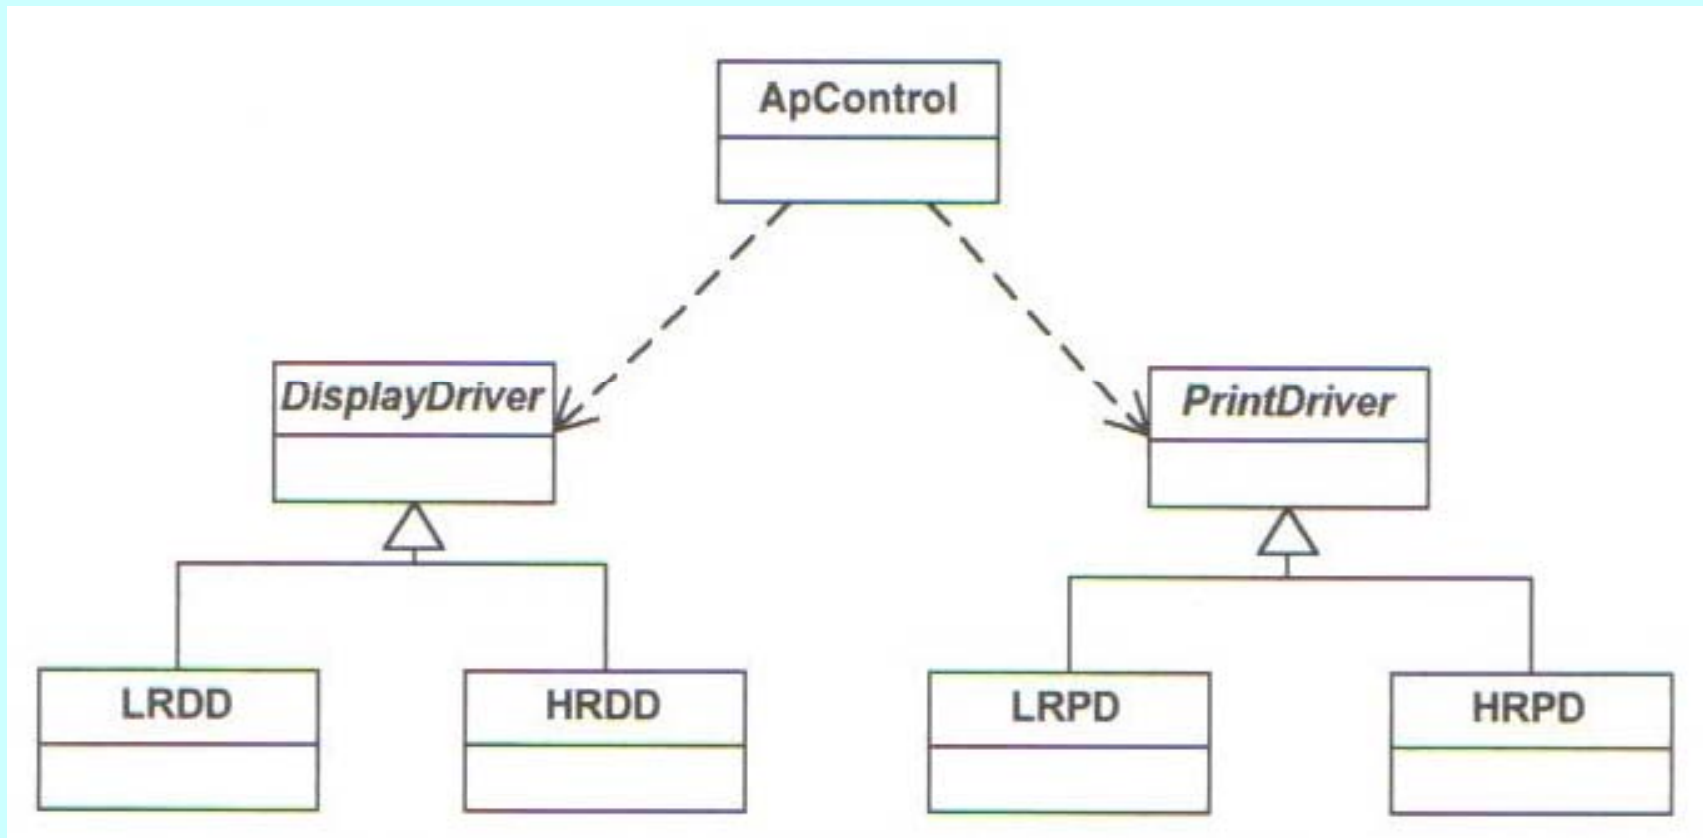 ApControl
DisplayDriver
PrintDriver
LRDD
HRDD
LRPD
HRPD